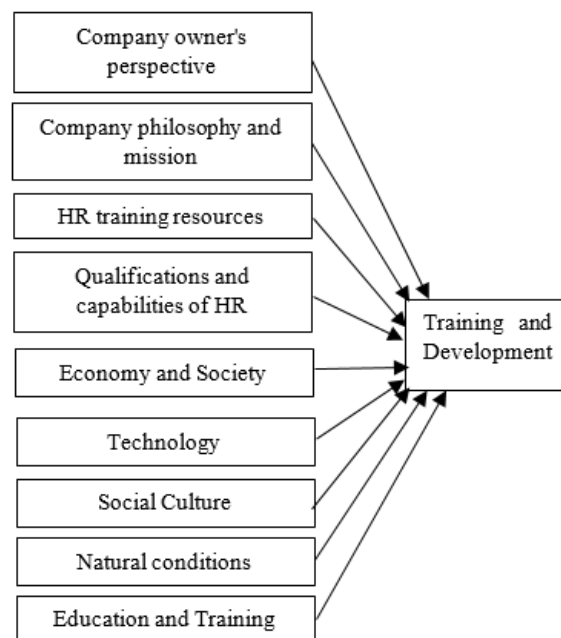 Company owner's
perspective
Company philosophy and
mission
HR training resources
Qualifications and
capabilities of HR
Economy and Society
Technology
Social Culture
Natural conditions
Education and Training
Training and
Development